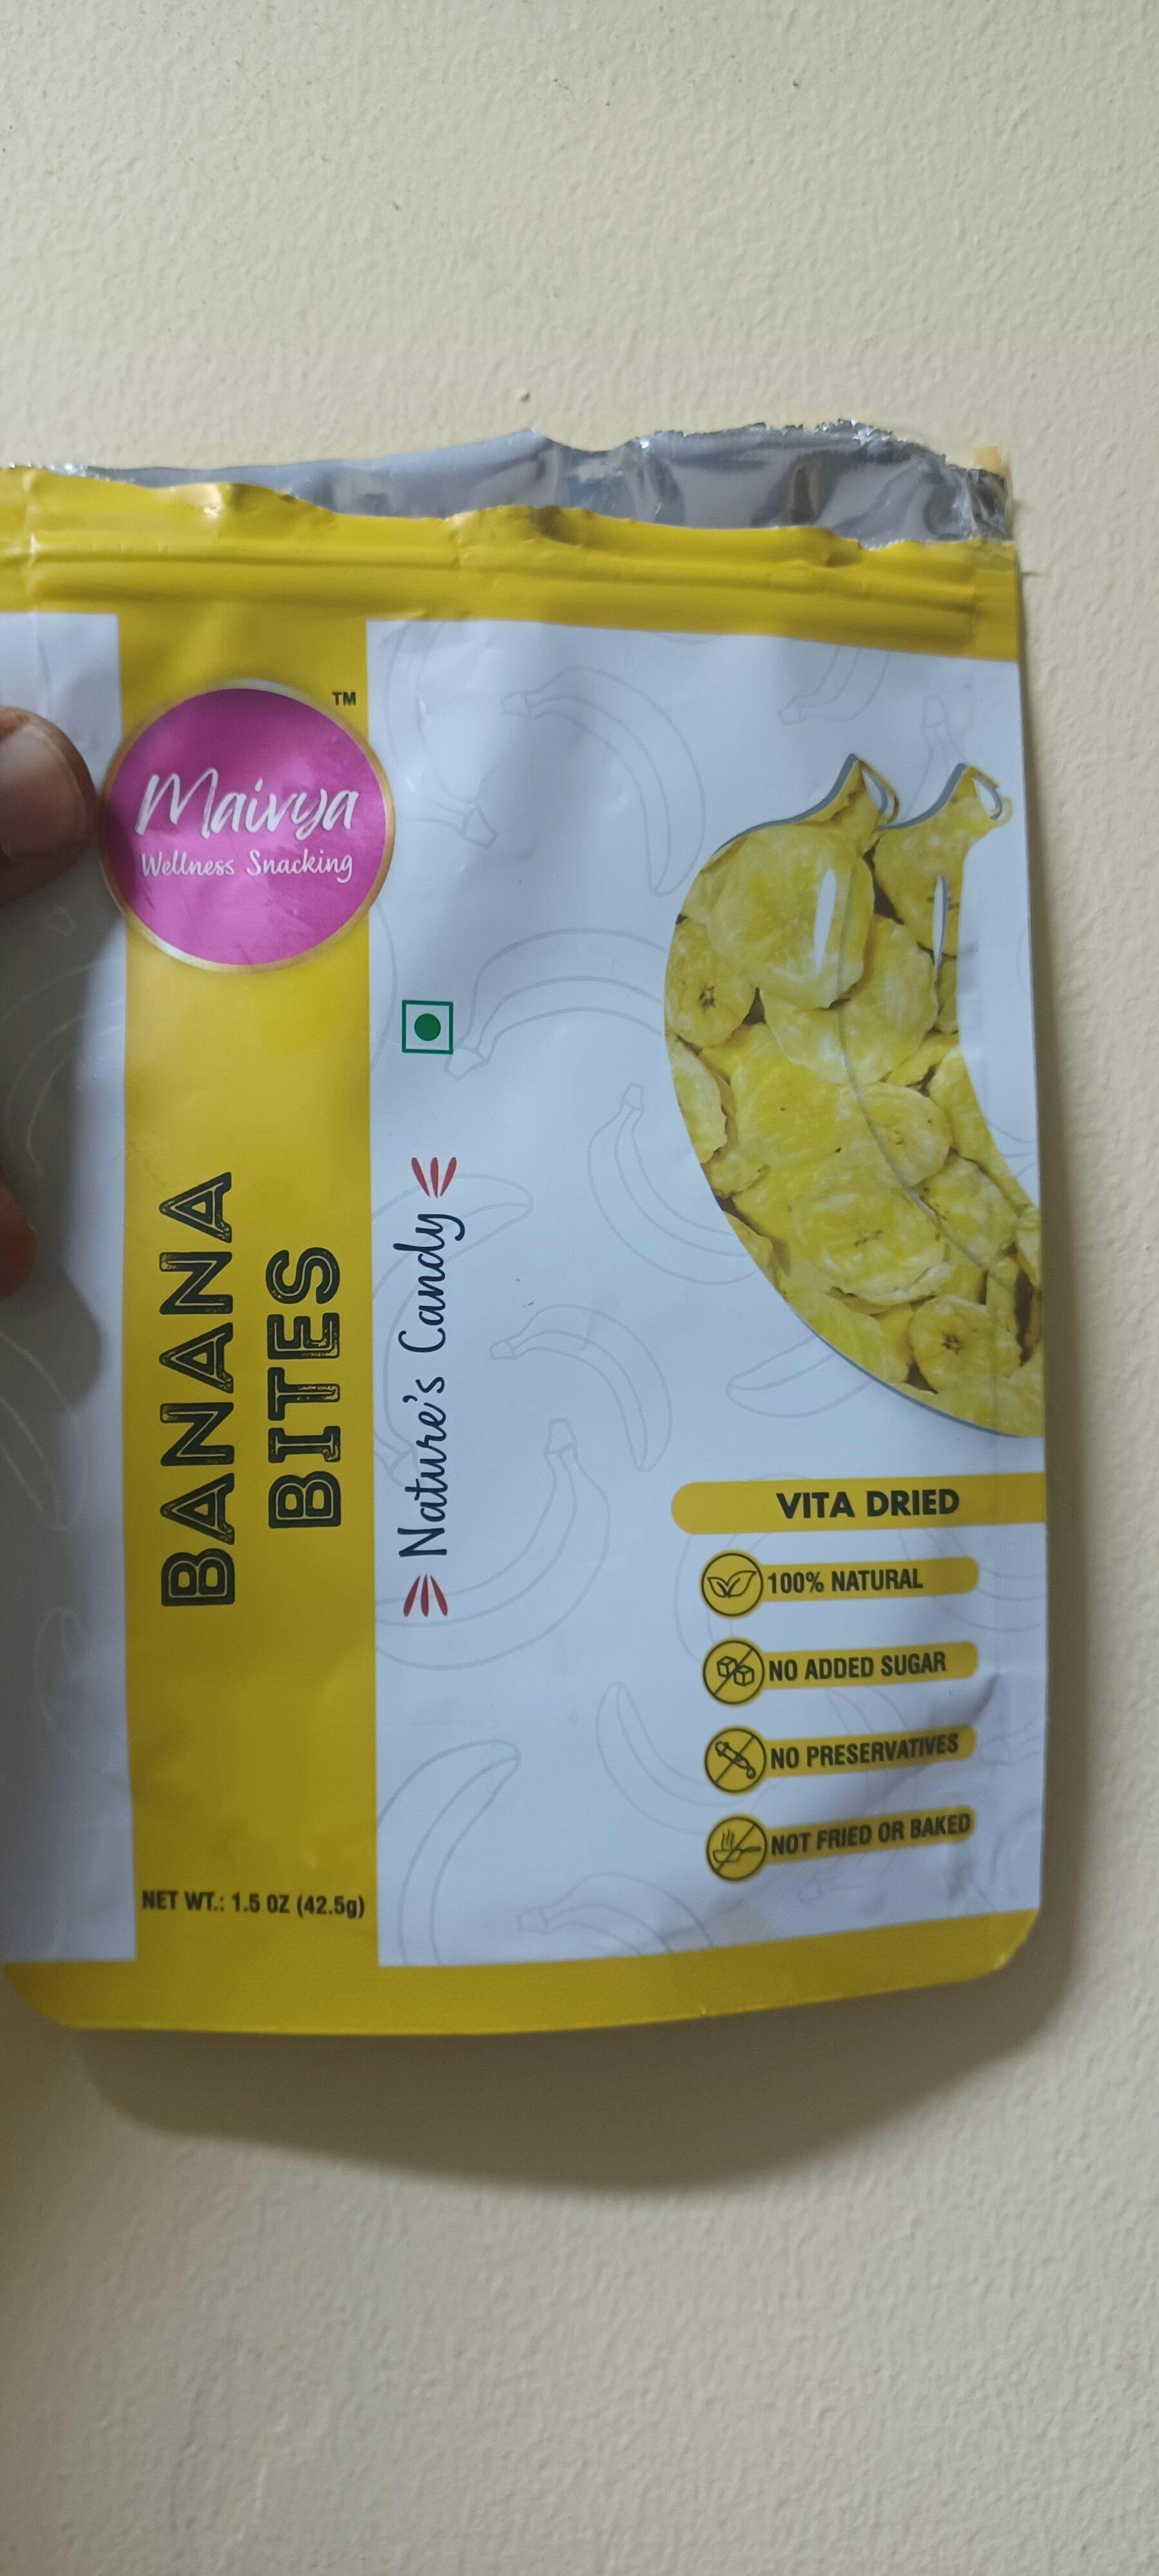 TM
Maivya
Wellness Snacking
BANANA
BITES
Nature's Candy
VITA DRIED
100% NATURAL
NO ADDED SUGAR
NO PRESERVATIVES
NOT FRIED OR BAKED
NET WT.: 1.5 OZ (42.5g)